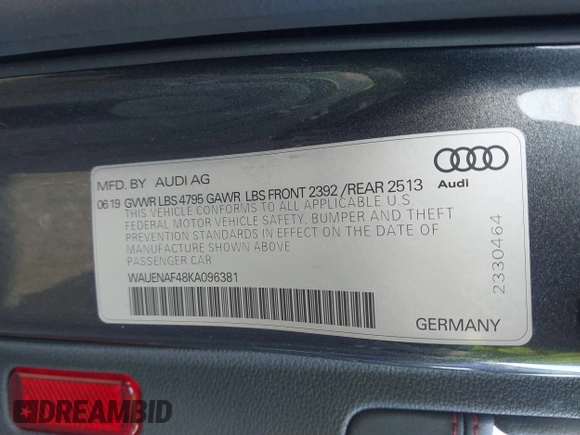 MFD. BY AUDI AG
06 19 GVWR LBS 4795 GAWR LBS FRONT 2392 / REAR 2513
THIS VEHICLE CONFORMS TO ALL APPLICABLE U.S.
FEDERAL MOTOR VEHICLE SAFETY, BUMPER AND THEFT
PREVENTION STANDARDS IN EFFECT ON THE DATE OF
MANUFACTURE SHOWN ABOVE
PASSENGER CAR
WAUENAF48KA096381
Audi
2330464
GERMANY
DREAMBID